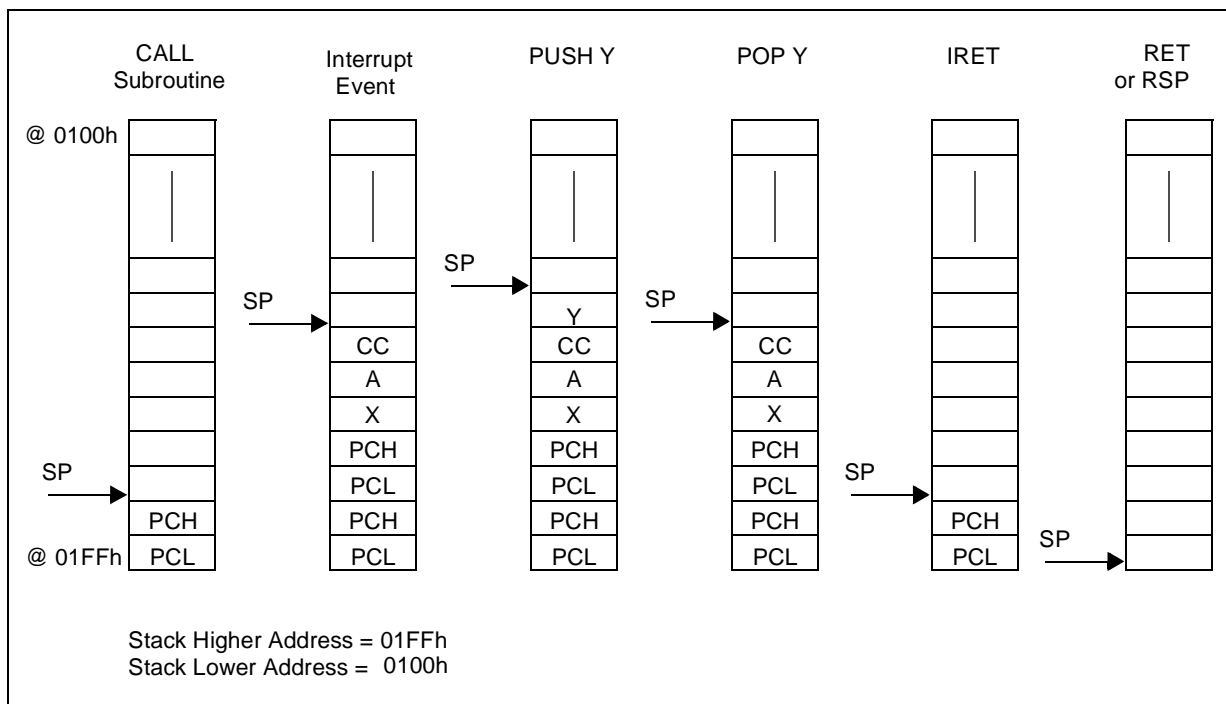 CALL
Subroutine
Interrupt
Event
PUSH Y
POP Y
IRET
RET
or RSP
@ 0100h
SP
SP
SP
Y
CC
CC
CC
A
A
A
X
X
X
PCH
PCH
PCH
SP
PCL
PCL
PCL
SP
PCH
PCH
PCH
PCH
PCH
SP
@ 01FFh
PCL
PCL
PCL
PCL
PCL
Stack Higher Address = 01FFh
Stack Lower Address = 0100h